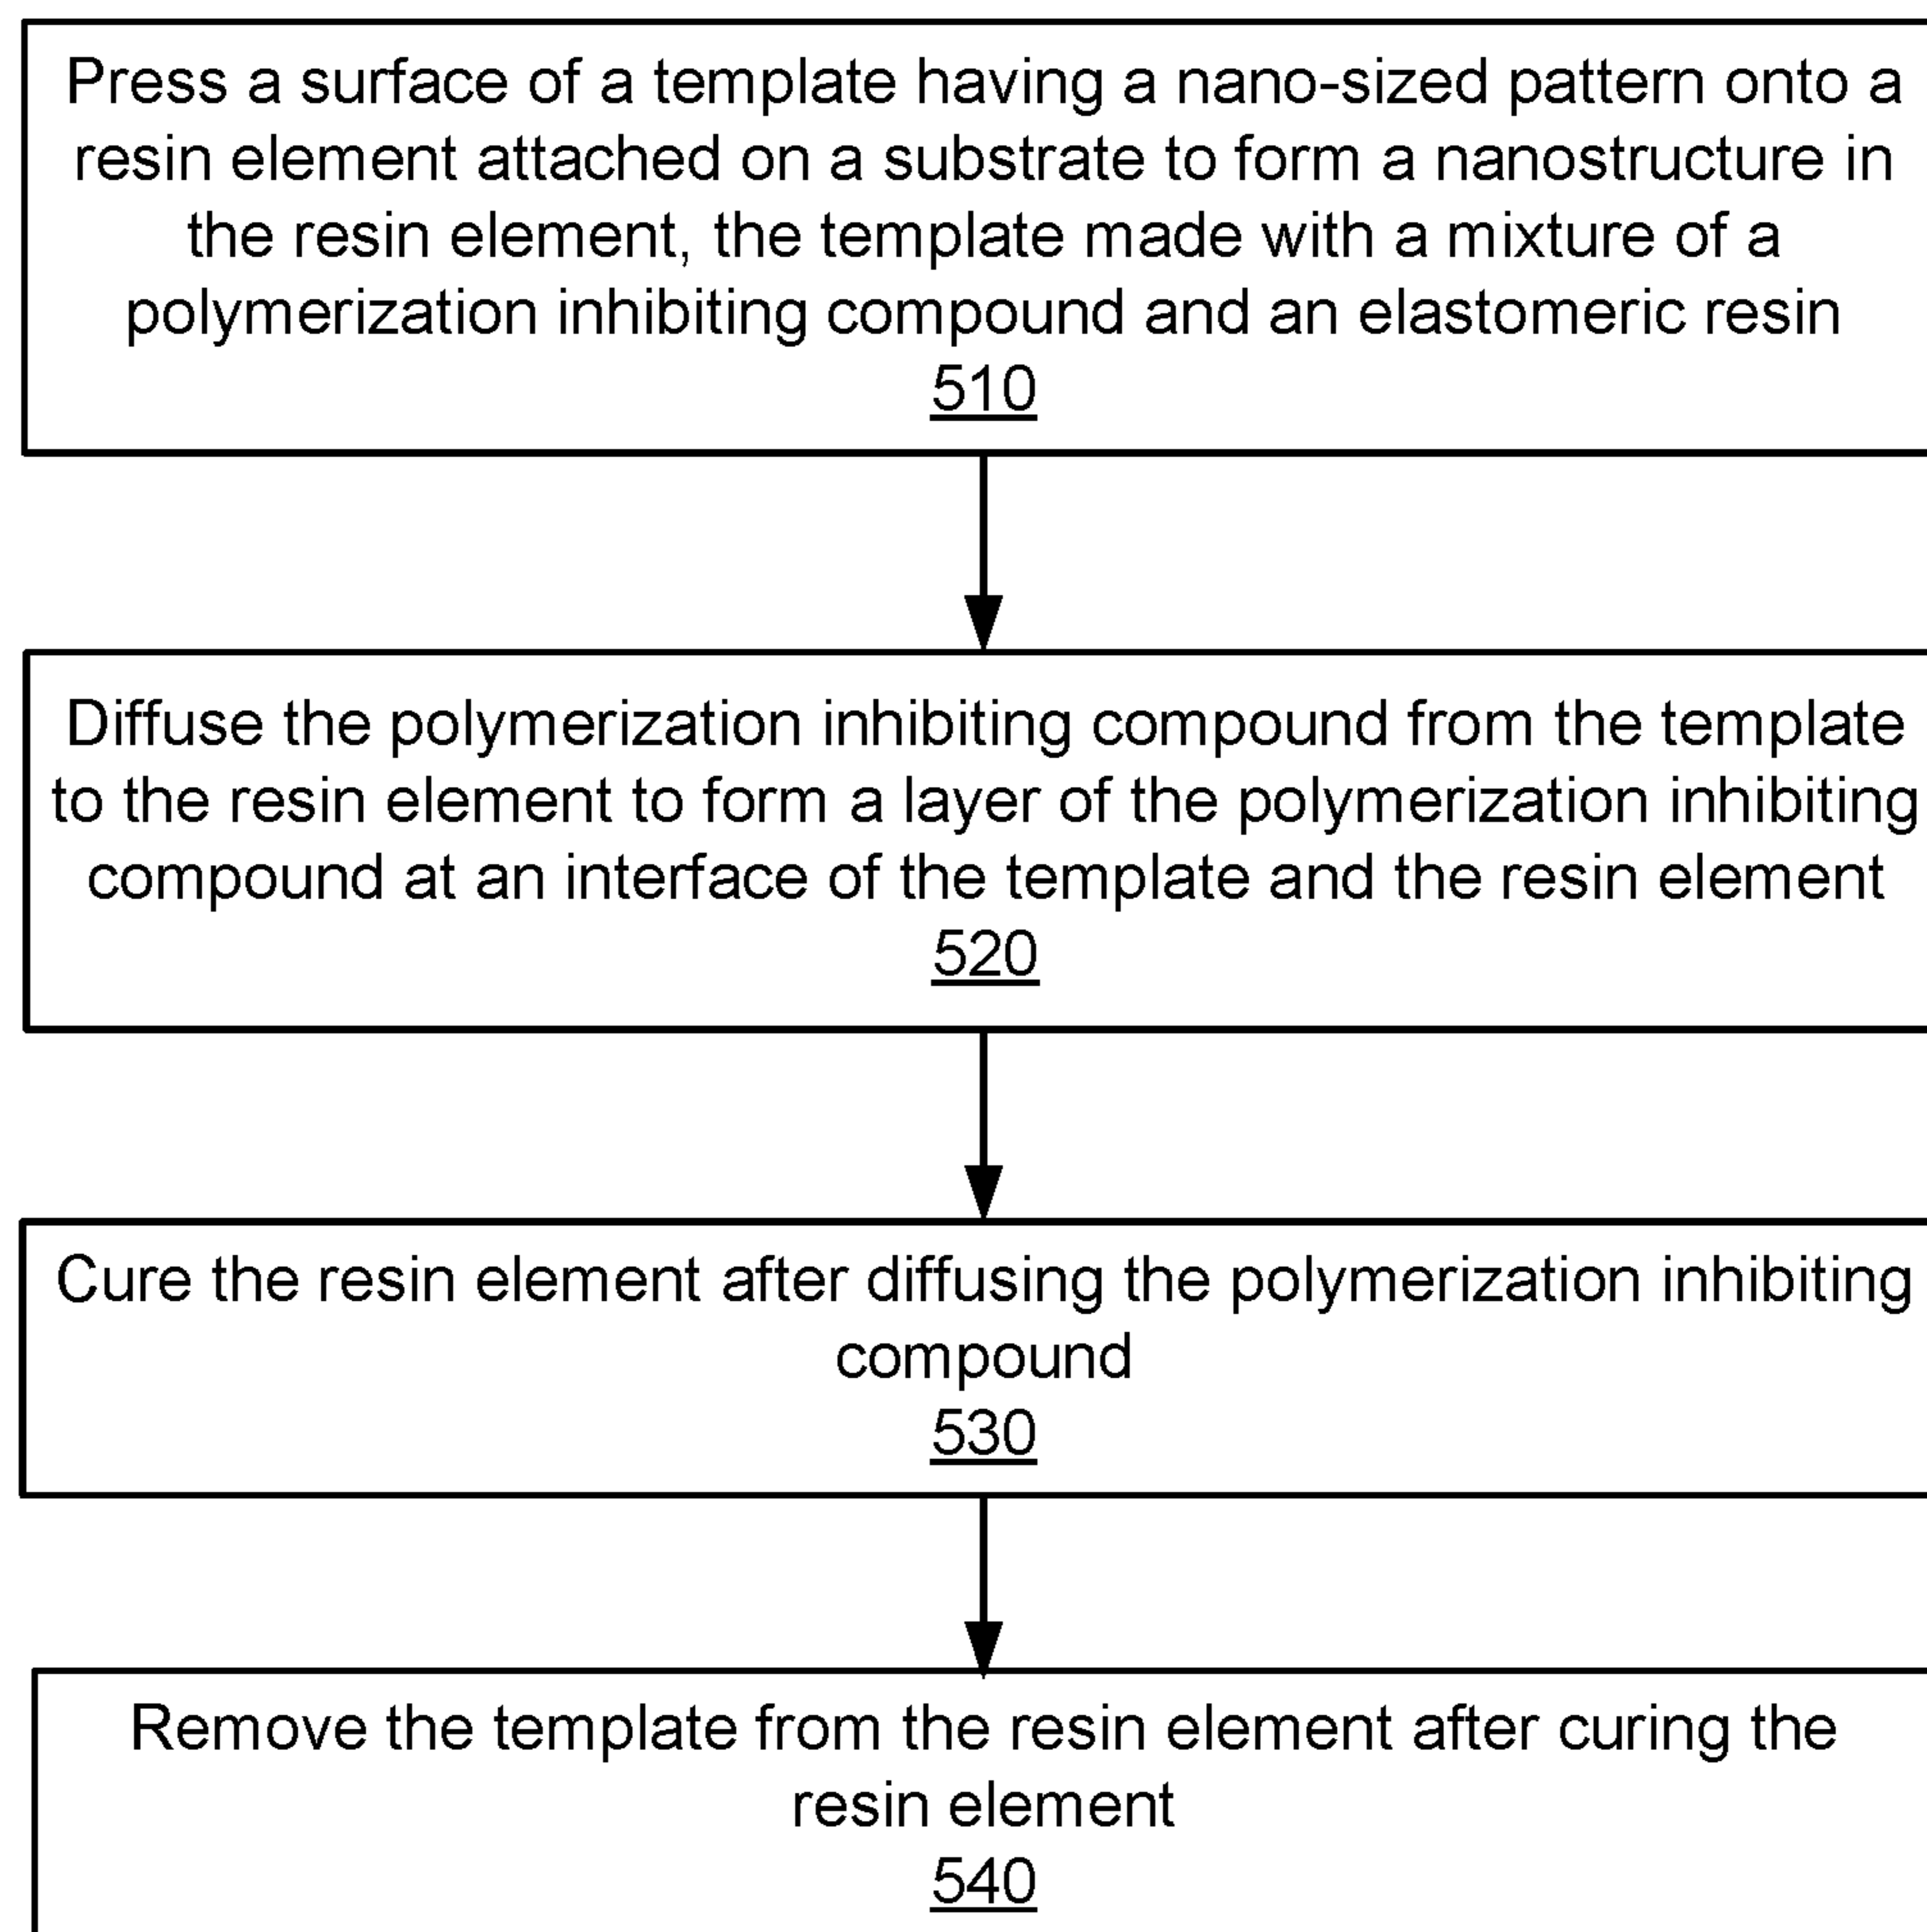 Press a surface of a template having a nano-sized pattern onto a
resin element attached on a substrate to form a nanostructure in
the resin element, the template made with a mixture of a
polymerization inhibiting compound and an elastomeric resin
510
Diffuse the polymerization inhibiting compound from the template
to the resin element to form a layer of the polymerization inhibiting
compound at an interface of the template and the resin element
520
Cure the resin element after diffusing the polymerization inhibiting
compound
530
Remove the template from the resin element after curing the
resin element
540